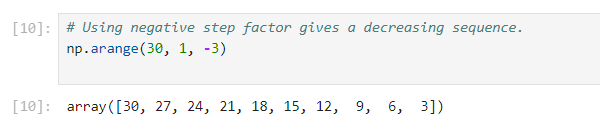 [10]: # Using negative step factor gives a decreasing sequence.
np.arange(30, 1, -3)
[10]: array([30, 27, 24, 21, 18, 15, 12,  9,  6,  3])